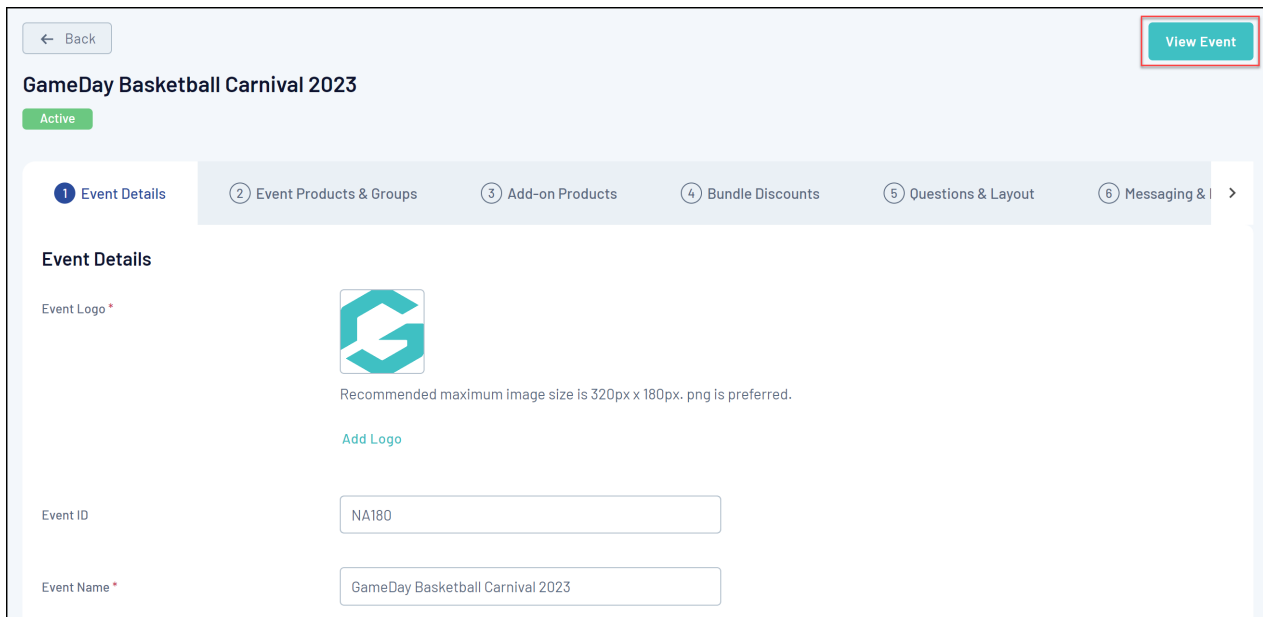 ← Back
View Event
GameDay Basketball Carnival 2023
Active
1 Event Details 2 Event Products & Groups 3 Add-on Products 4 Bundle Discounts 5 Questions & Layout 6 Messaging &
Event Details
Event Logo *
Recommended maximum image size is 320px x 180px. png is preferred.
Add Logo
Event ID NA180
Event Name * GameDay Basketball Carnival 2023